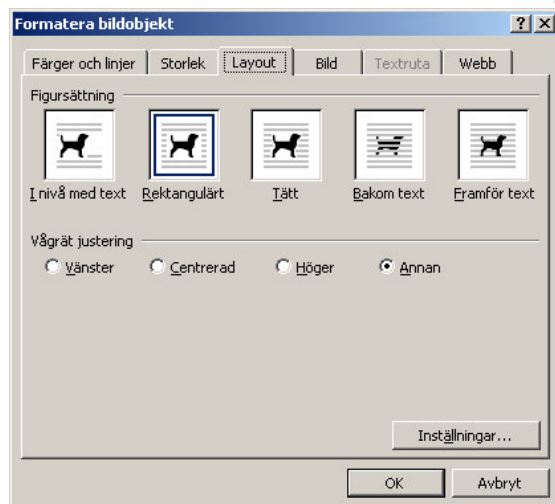 Formatera bildobjekt
Färger och linjer Storlek Layout Bild Textruta Webb
Figursättning
I nivå med text Rektangulärt Tätt Bakom text Framför text
Vågrät justering
Vänster Centrerad Höger Annan
Inställningar...
OK Avbryt